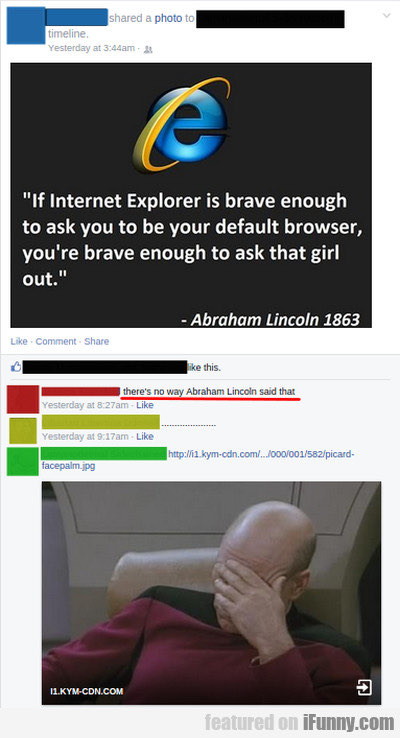 shared a photo to
timeline.
Yesterday at 3:44am ·
"If Internet Explorer is brave enough
to ask you to be your default browser,
you're brave enough to ask that girl
out."
- Abraham Lincoln 1863
Like · Comment · Share
like this.
there's no way Abraham Lincoln said that
Yesterday at 8:27am · Like
.....................
Yesterday at 9:17am · Like
http://i1.kym-cdn.com/.../000/001/582/picard-
facepalm.jpg
I1.KYM-CDN.COM
featured on iFunny.com